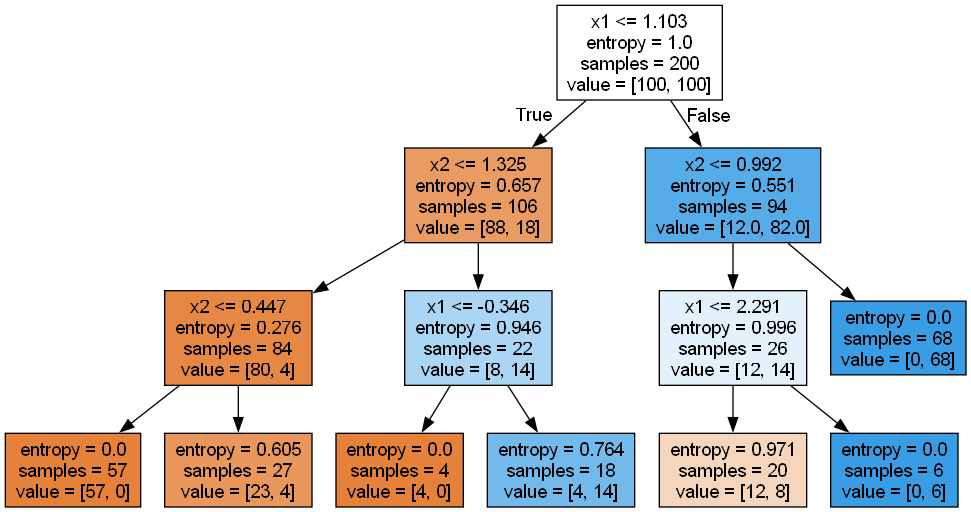 x1 <= 1.103
entropy = 1.0
samples = 200
value = [100, 100]
True
False
x2 <= 1.325
entropy = 0.657
samples = 106
value = [88, 18]
x2 <= 0.992
entropy = 0.551
samples = 94
value = [12.0, 82.0]
x2 <= 0.447
entropy = 0.276
samples = 84
value = [80, 4]
x1 <= -0.346
entropy = 0.946
samples = 22
value = [8, 14]
x1 <= 2.291
entropy = 0.996
samples = 26
value = [12, 14]
entropy = 0.0
samples = 68
value = [0, 68]
entropy = 0.0
samples = 57
value = [57, 0]
entropy = 0.605
samples = 27
value = [23, 4]
entropy = 0.0
samples = 4
value = [4, 0]
entropy = 0.764
samples = 18
value = [4, 14]
entropy = 0.971
samples = 20
value = [12, 8]
entropy = 0.0
samples = 6
value = [0, 6]